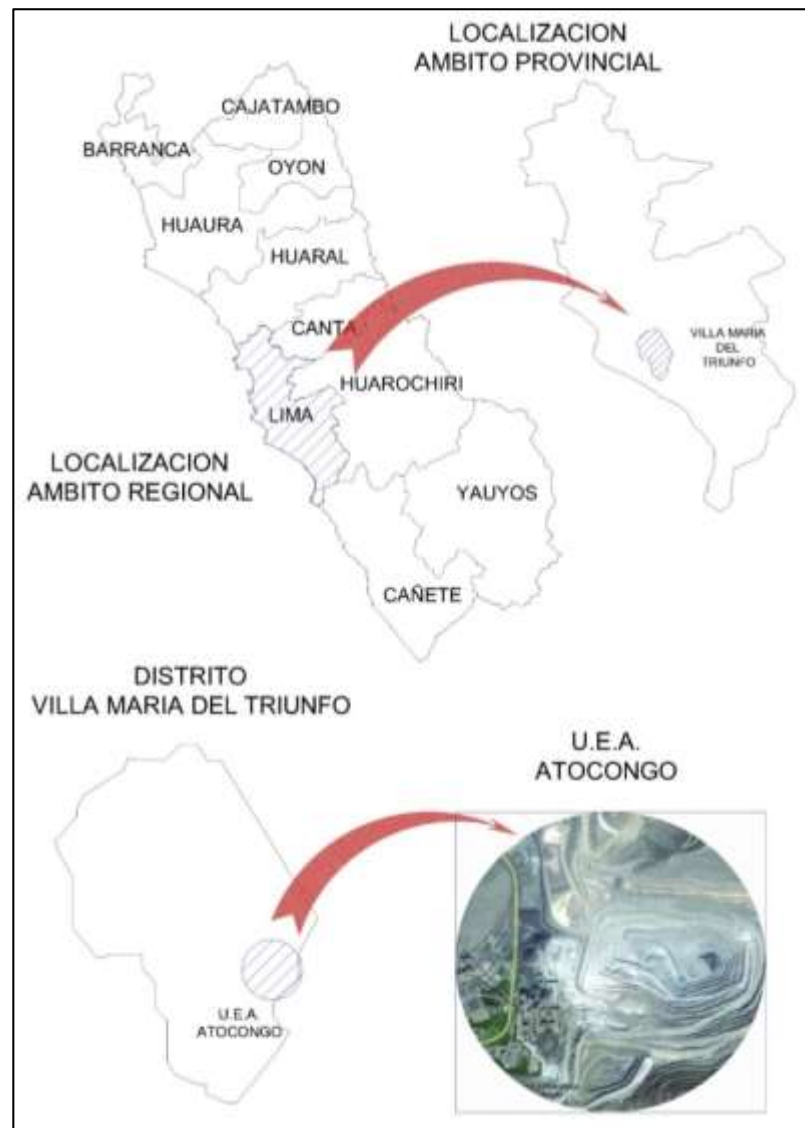 LOCALIZACION
AMBITO PROVINCIAL
CAJATAMBO
BARRANCA
OYON
HUAURA
HUARAL
CANTA
HUAROCHIRI
LIMA
VILLA MARIA
DEL
TRIUNFO
LOCALIZACION
AMBITO REGIONAL
YAUYOS
CAÑETE
DISTRITO
VILLA MARIA DEL TRIUNFO
U.E.A.
ATOCONGO
U.E.A.
ATOCONGO